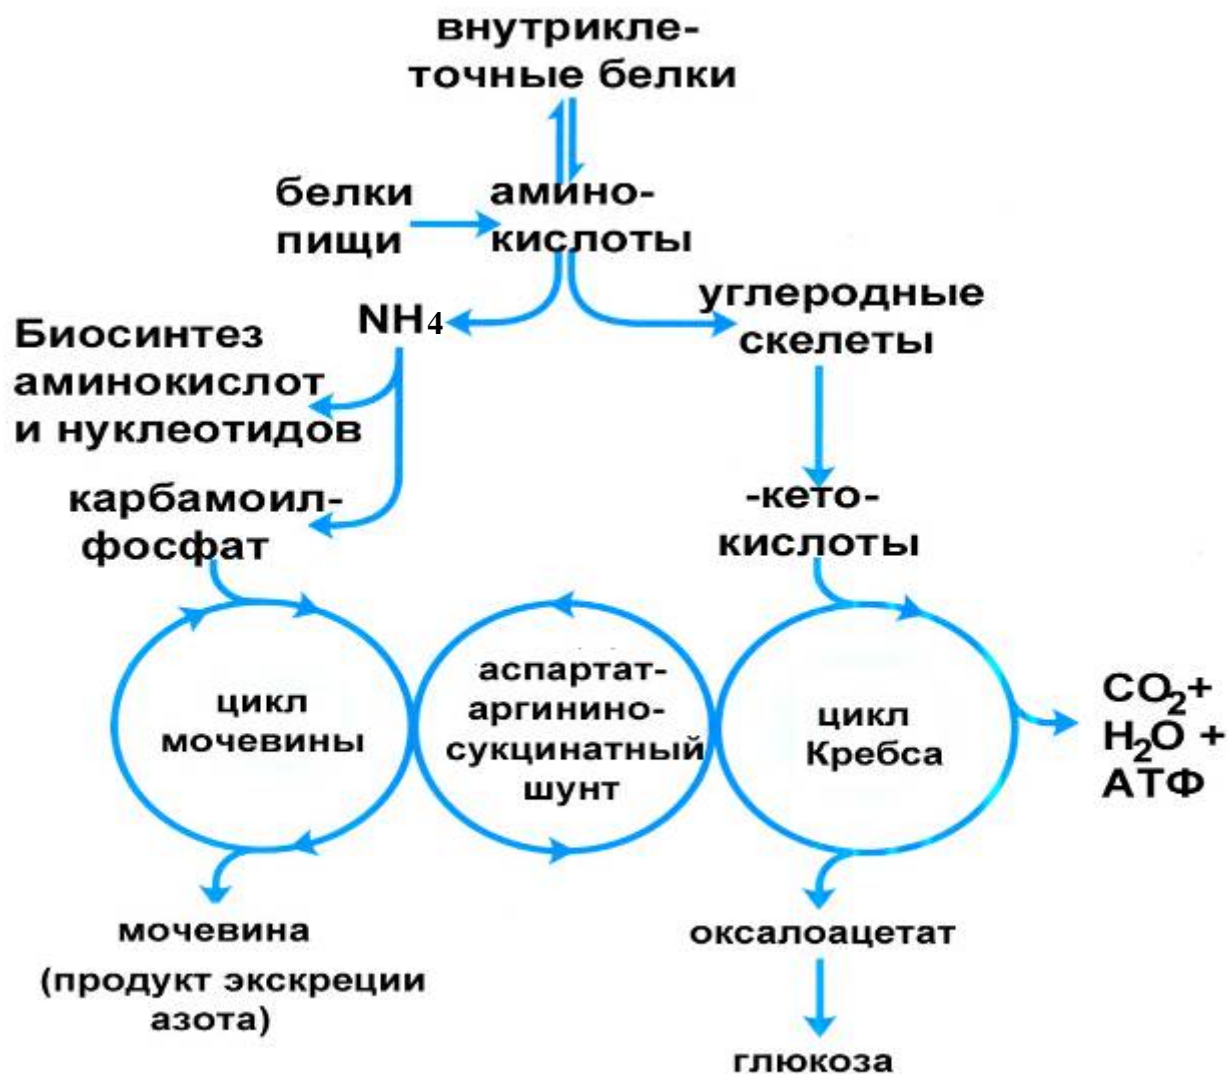 внутрикле-
точные белки
белки
пищи
амино-
кислоты
NH4
углеродные
скелеты
Биосинтез
аминокислот
и нуклеотидов
карбамоил-
фосфат
-кето-
кислоты
цикл
мочевины
аспартат-
аргинино-
сукцинатный
шунт
цикл
Кребса
CO2+
H2O +
АТФ
мочевина
(продукт экскреции
азота)
оксалоацетат
глюкоза